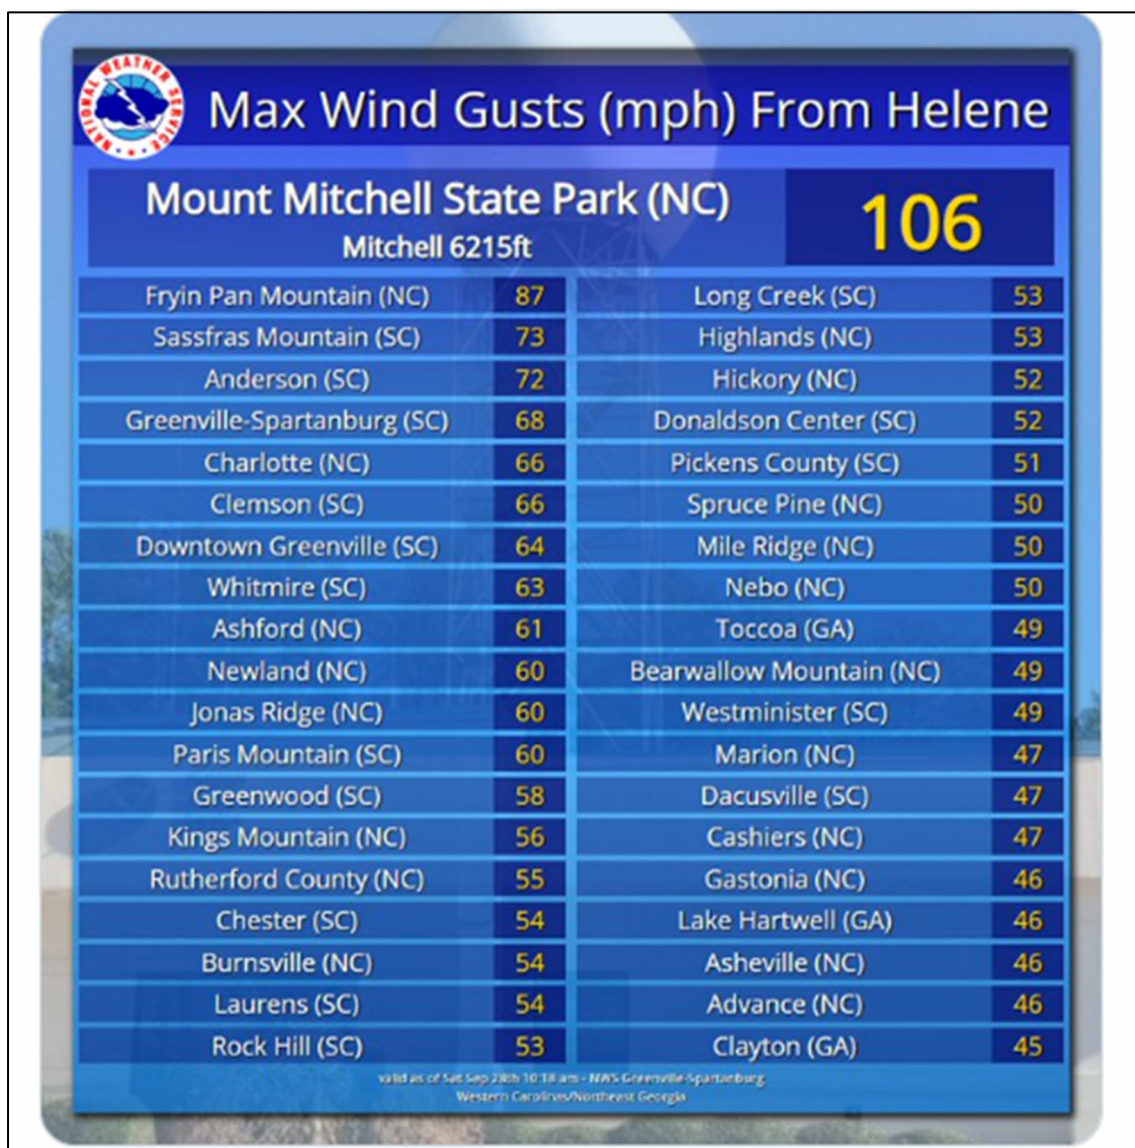 NATIONAL WEATHER SERVICE
Max Wind Gusts (mph) From Helene
Mount Mitchell State Park (NC) 106
Mitchell 6215ft
Fryin Pan Mountain (NC) 87
Sassfras Mountain (SC) 73
Anderson (SC) 72
Greenville-Spartanburg (SC) 68
Charlotte (NC) 66
Clemson (SC) 66
Downtown Greenville (SC) 64
Whitmire (SC) 63
Ashford (NC) 61
Newland (NC) 60
Jonas Ridge (NC) 60
Paris Mountain (SC) 60
Greenwood (SC) 58
Kings Mountain (NC) 56
Rutherford County (NC) 55
Chester (SC) 54
Burnsville (NC) 54
Laurens (SC) 54
Rock Hill (SC) 53
Long Creek (SC) 53
Highlands (NC) 53
Hickory (NC) 52
Donaldson Center (SC) 52
Pickens County (SC) 51
Spruce Pine (NC) 50
Mile Ridge (NC) 50
Nebo (NC) 50
Toccoa (GA) 49
Bearwallow Mountain (NC) 49
Westminister (SC) 49
Marion (NC) 47
Dacusville (SC) 47
Cashiers (NC) 47
Gastonia (NC) 46
Lake Hartwell (GA) 46
Asheville (NC) 46
Advance (NC) 46
Clayton (GA) 45
valid as of Sat Sep 28th 10:18 am - NWS Greenville-Spartanburg
Western Carolinas/Northeast Georgia